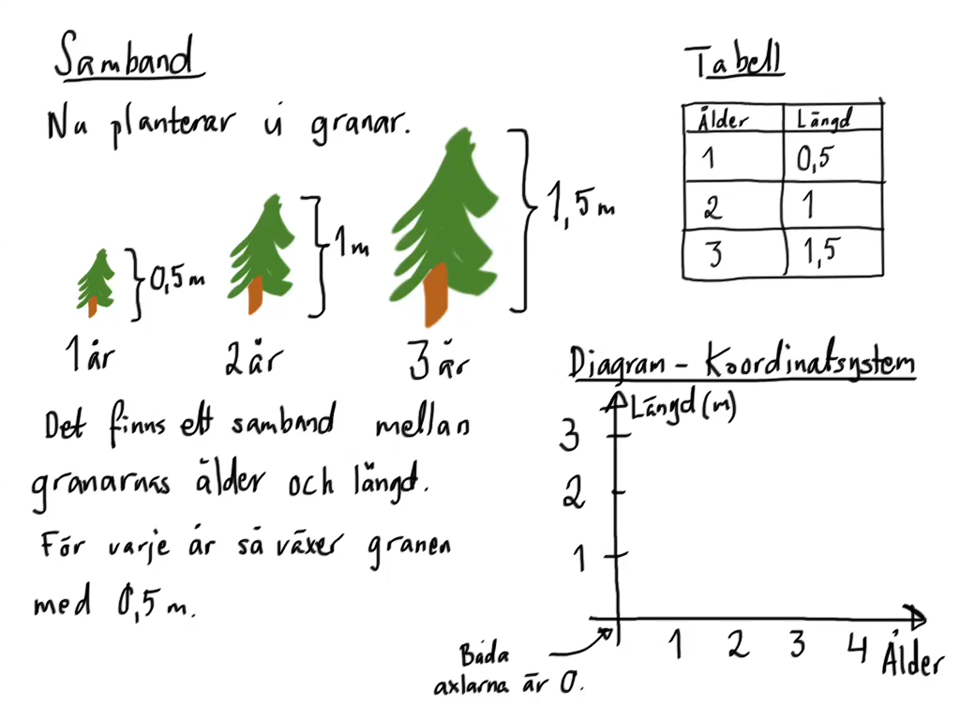 Samband
Nu planterar vi granar.
0,5 m
1 m
1,5 m
1 år
2 år
3 år
Det finns ett samband mellan
granarnas ålder och längd.
För varje år så växer granen
med 0,5 m.
Tabell
Ålder Längd
1 0,5
2 1
3 1,5
Diagram - Koordinatsystem
Längd (m)
3
2
1
1 2 3 4 Ålder
Båda
axlarna är 0.